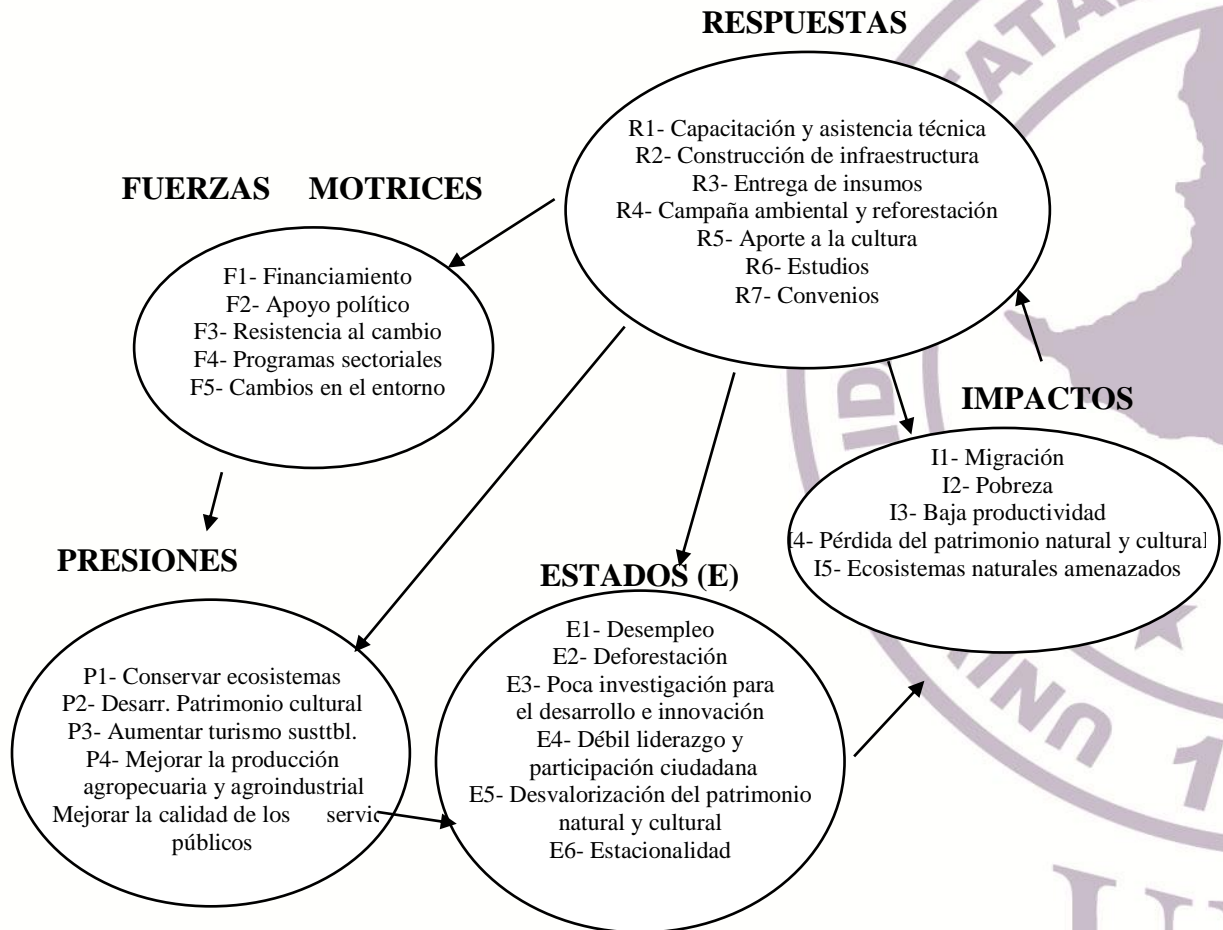 RESPUESTAS
R1- Capacitación y asistencia técnica
R2- Construcción de infraestructura
R3- Entrega de insumos
R4- Campaña ambiental y reforestación
R5- Aporte a la cultura
R6- Estudios
R7- Convenios
FUERZAS MOTRICES
F1- Financiamiento
F2- Apoyo político
F3- Resistencia al cambio
F4- Programas sectoriales
F5- Cambios en el entorno
IMPACTOS
I1- Migración
I2- Pobreza
I3- Baja productividad
I4- Pérdida del patrimonio natural y cultural
I5- Ecosistemas naturales amenazados
PRESIONES
P1- Conservar ecosistemas
P2- Desarr. Patrimonio cultural
P3- Aumentar turismo susttbl.
P4- Mejorar la producción
agropecuaria y agroindustrial
Mejorar la calidad de los servic
públicos
ESTADOS (E)
E1- Desempleo
E2- Deforestación
E3- Poca investigación para
el desarrollo e innovación
E4- Débil liderazgo y
participación ciudadana
E5- Desvalorización del patrimonio
natural y cultural
E6- Estacionalidad